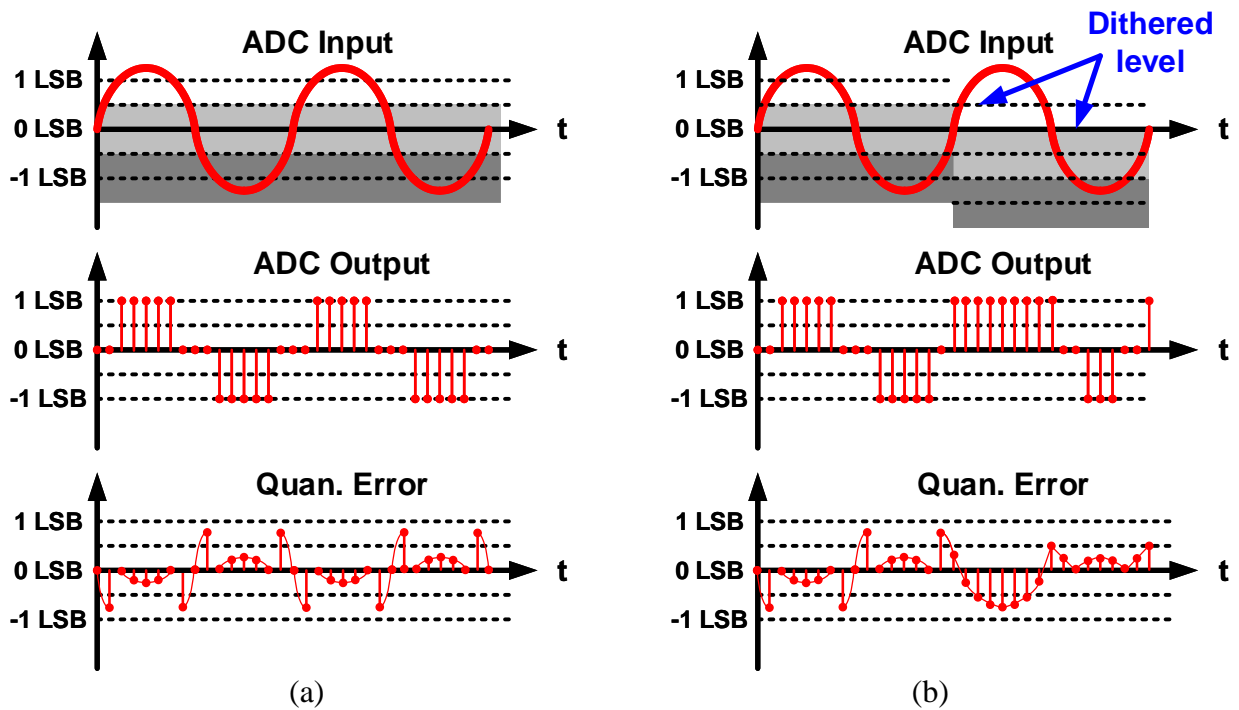 ADC Input
1 LSB
0 LSB
-1 LSB
t
ADC Output
1 LSB
0 LSB
-1 LSB
t
Quan. Error
1 LSB
0 LSB
-1 LSB
t
(a)
ADC Input
Dithered
level
1 LSB
0 LSB
-1 LSB
t
ADC Output
1 LSB
0 LSB
-1 LSB
t
Quan. Error
1 LSB
0 LSB
-1 LSB
t
(b)